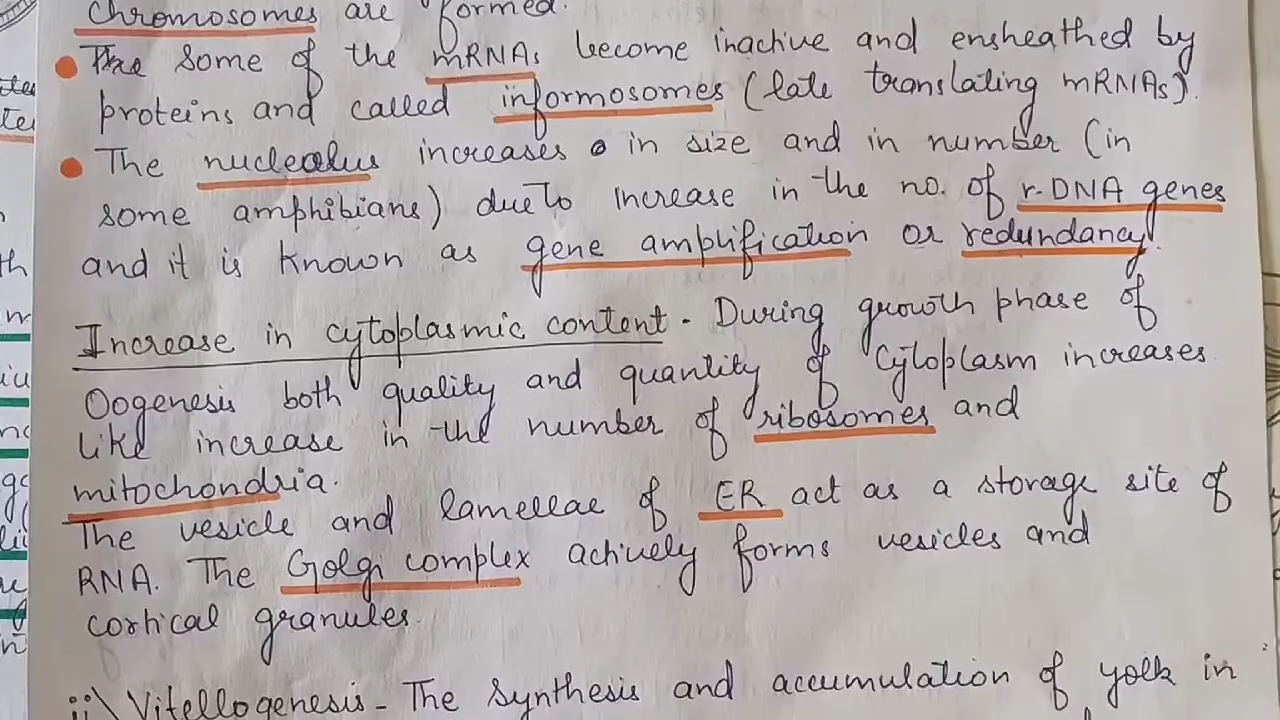 Chromosomes are formed.
The some of the mRNAs become inactive and ensheathed by
proteins and called informosomes (late translating mRNAs).
The nucleolus increases in size and in number (in
some amphibians) due to increase in the no. of r-DNA genes
and it is known as gene amplification or redundancy.
Increase in cytoplasmic content. During growth phase of
Oogenesis both quality and quantity of Cytoplasm increases
like increase in the number of ribosomes and
mitochondria.
The vesicle and lamellae of ER act as a storage site of
RNA. The Golgi complex actively forms vesicles and
cortical granules.
ii) Vitellogenesis - The synthesis and accumulation of yolk in